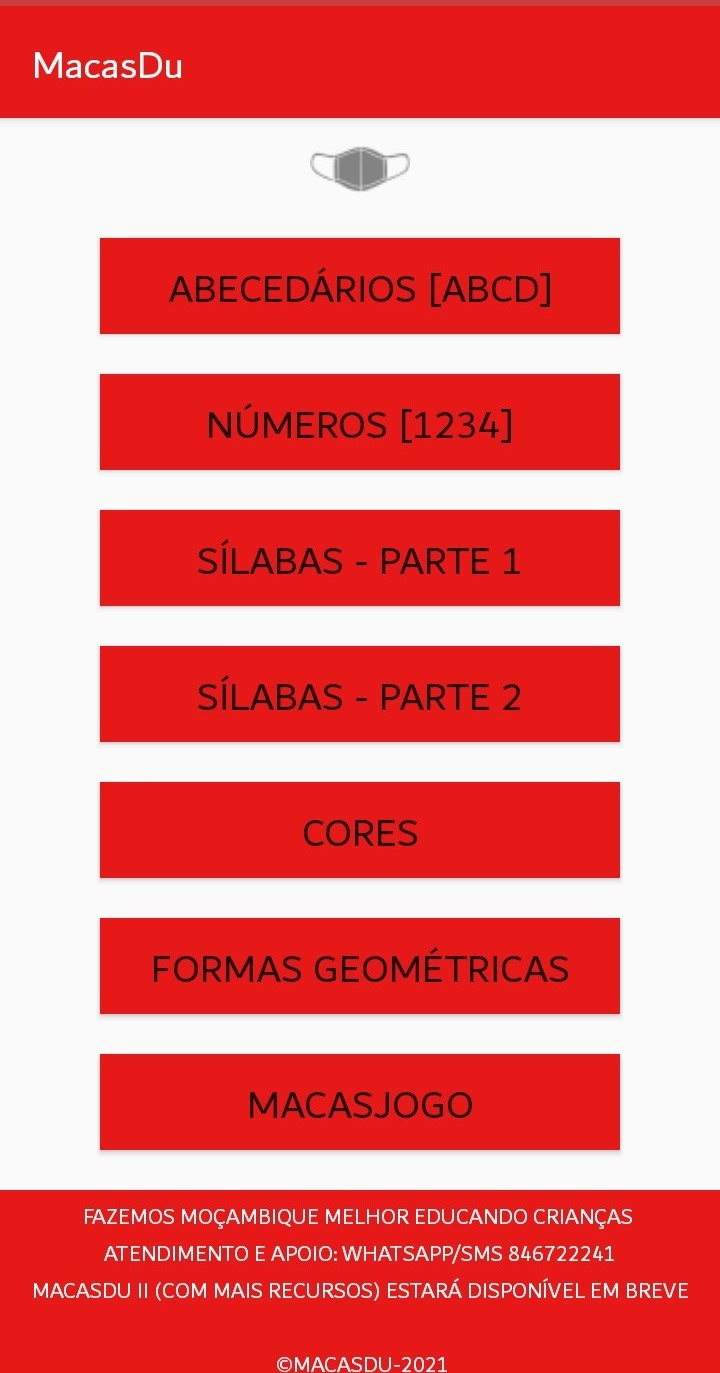 MacasDu
ABECEDÁRIOS [ABCD]
NÚMEROS [1234]
SÍLABAS - PARTE 1
SÍLABAS - PARTE 2
CORES
FORMAS GEOMÉTRICAS
MACASJOGO
FAZEMOS MOÇAMBIQUE MELHOR EDUCANDO CRIANÇAS
ATENDIMENTO E APOIO: WHATSAPP/SMS 846722241
MACASDU II (COM MAIS RECURSOS) ESTARÁ DISPONÍVEL EM BREVE
©MACASDU-2021